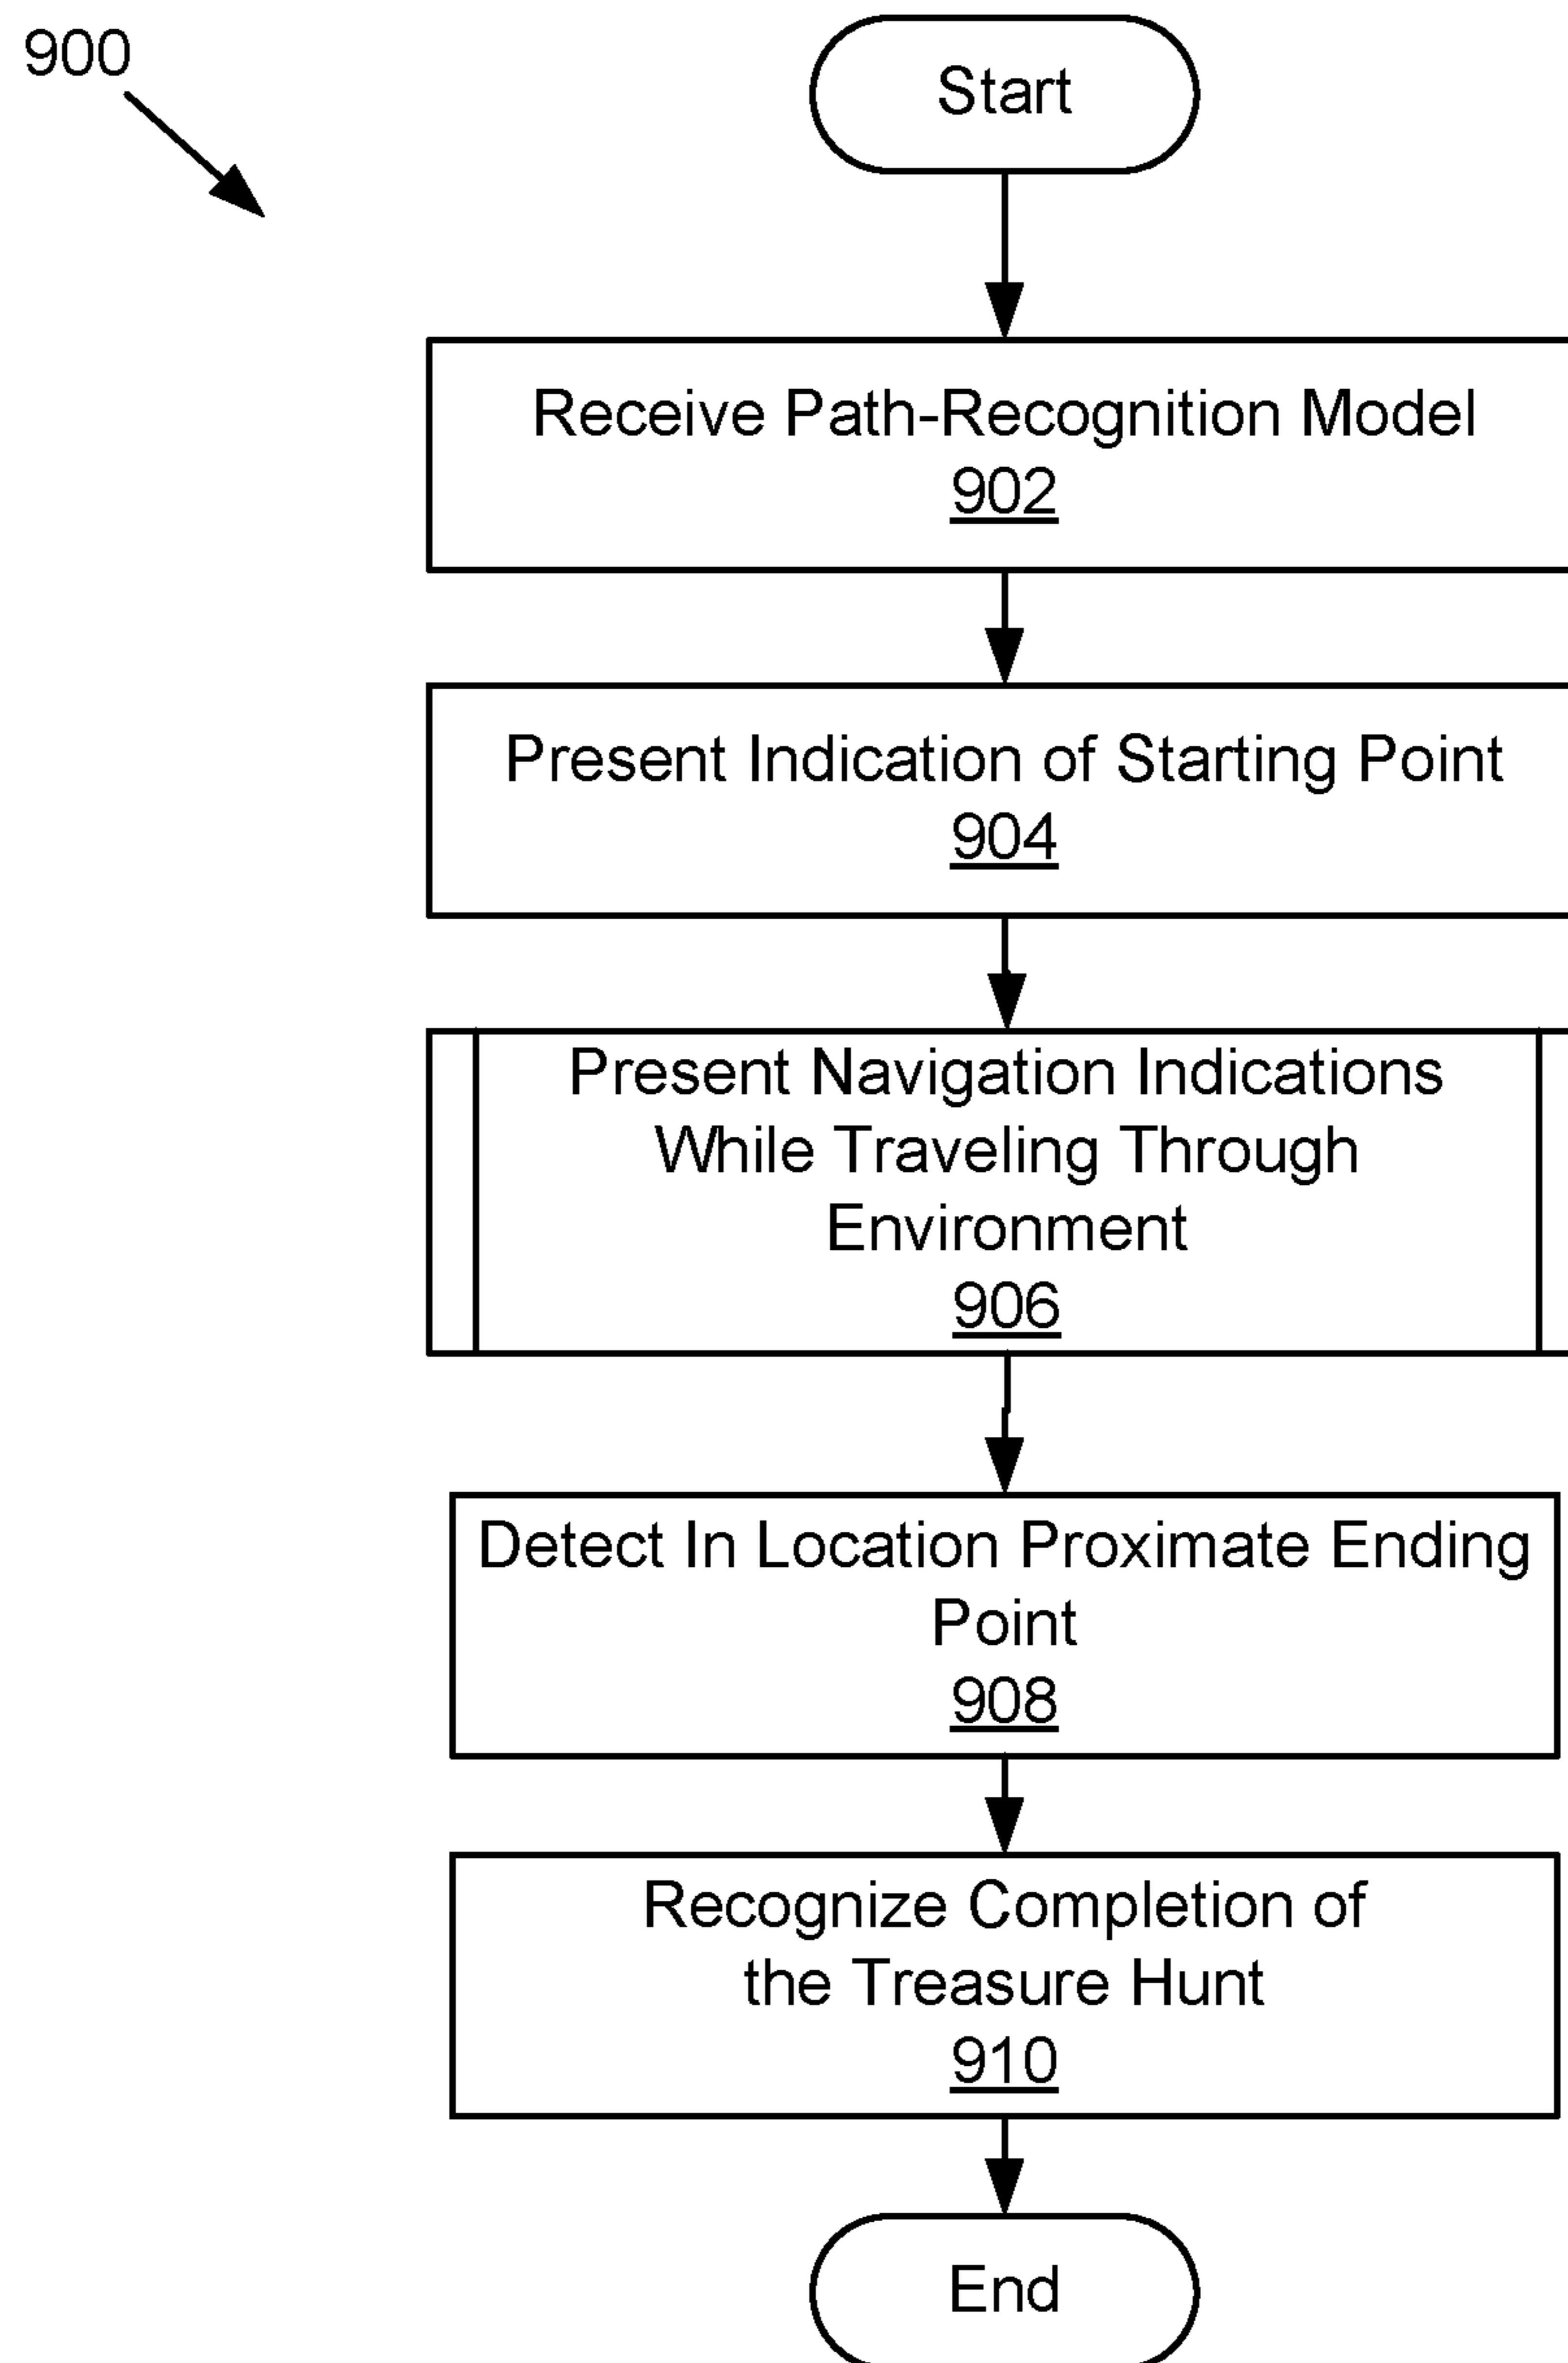 900
Start
Receive Path-Recognition Model
902
Present Indication of Starting Point
904
Present Navigation Indications
While Traveling Through
Environment
906
Detect In Location Proximate Ending
Point
908
Recognize Completion of
the Treasure Hunt
910
End